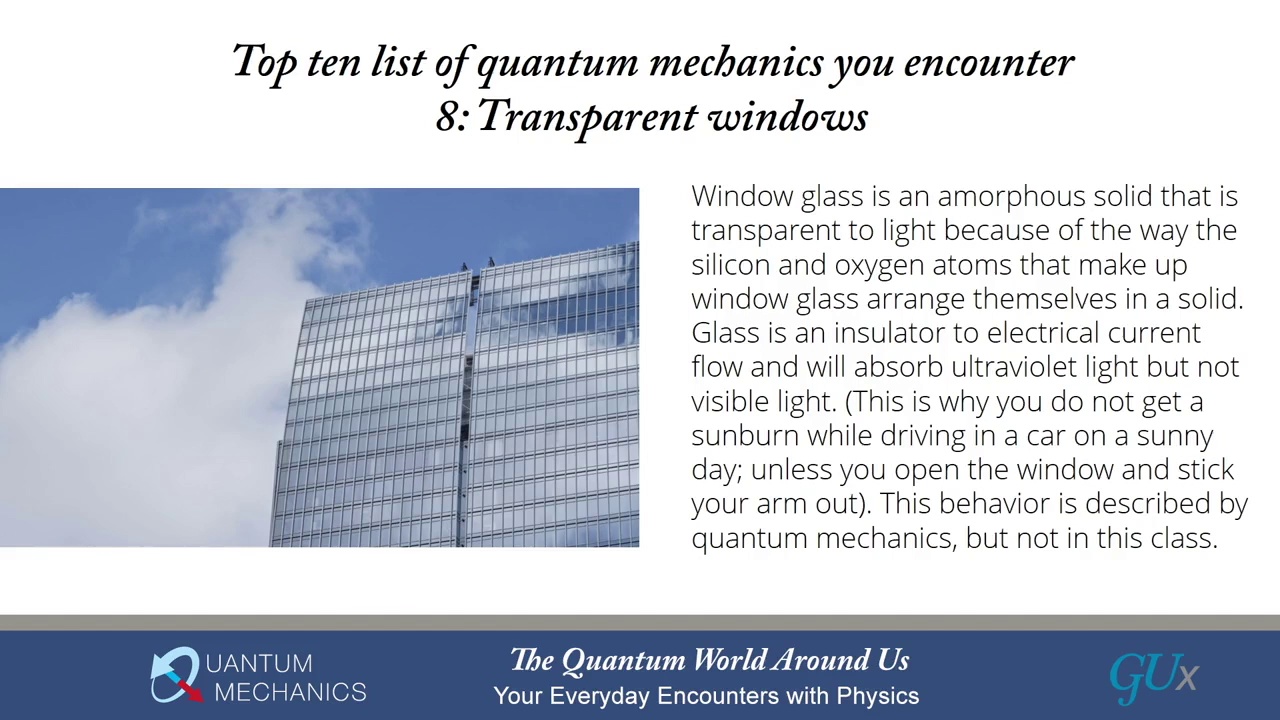 Top ten list of quantum mechanics you encounter
8: Transparent windows
Window glass is an amorphous solid that is
transparent to light because of the way the
silicon and oxygen atoms that make up
window glass arrange themselves in a solid.
Glass is an insulator to electrical current
flow and will absorb ultraviolet light but not
visible light. (This is why you do not get a
sunburn while driving in a car on a sunny
day; unless you open the window and stick
your arm out). This behavior is described by
quantum mechanics, but not in this class.
QUANTUM
MECHANICS
The Quantum World Around Us
Your Everyday Encounters with Physics
GUx